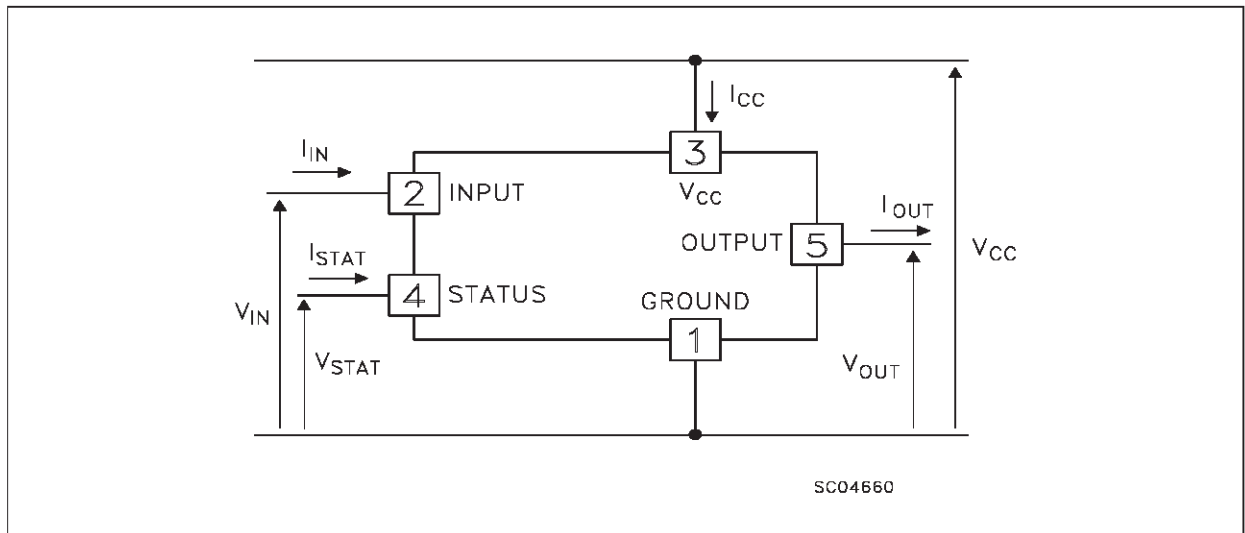 I_CC
3
V_CC
I_IN
2 INPUT
I_OUT
OUTPUT 5
V_CC
I_STAT
4 STATUS
GROUND
1
V_IN
V_STAT
V_OUT
SC04660